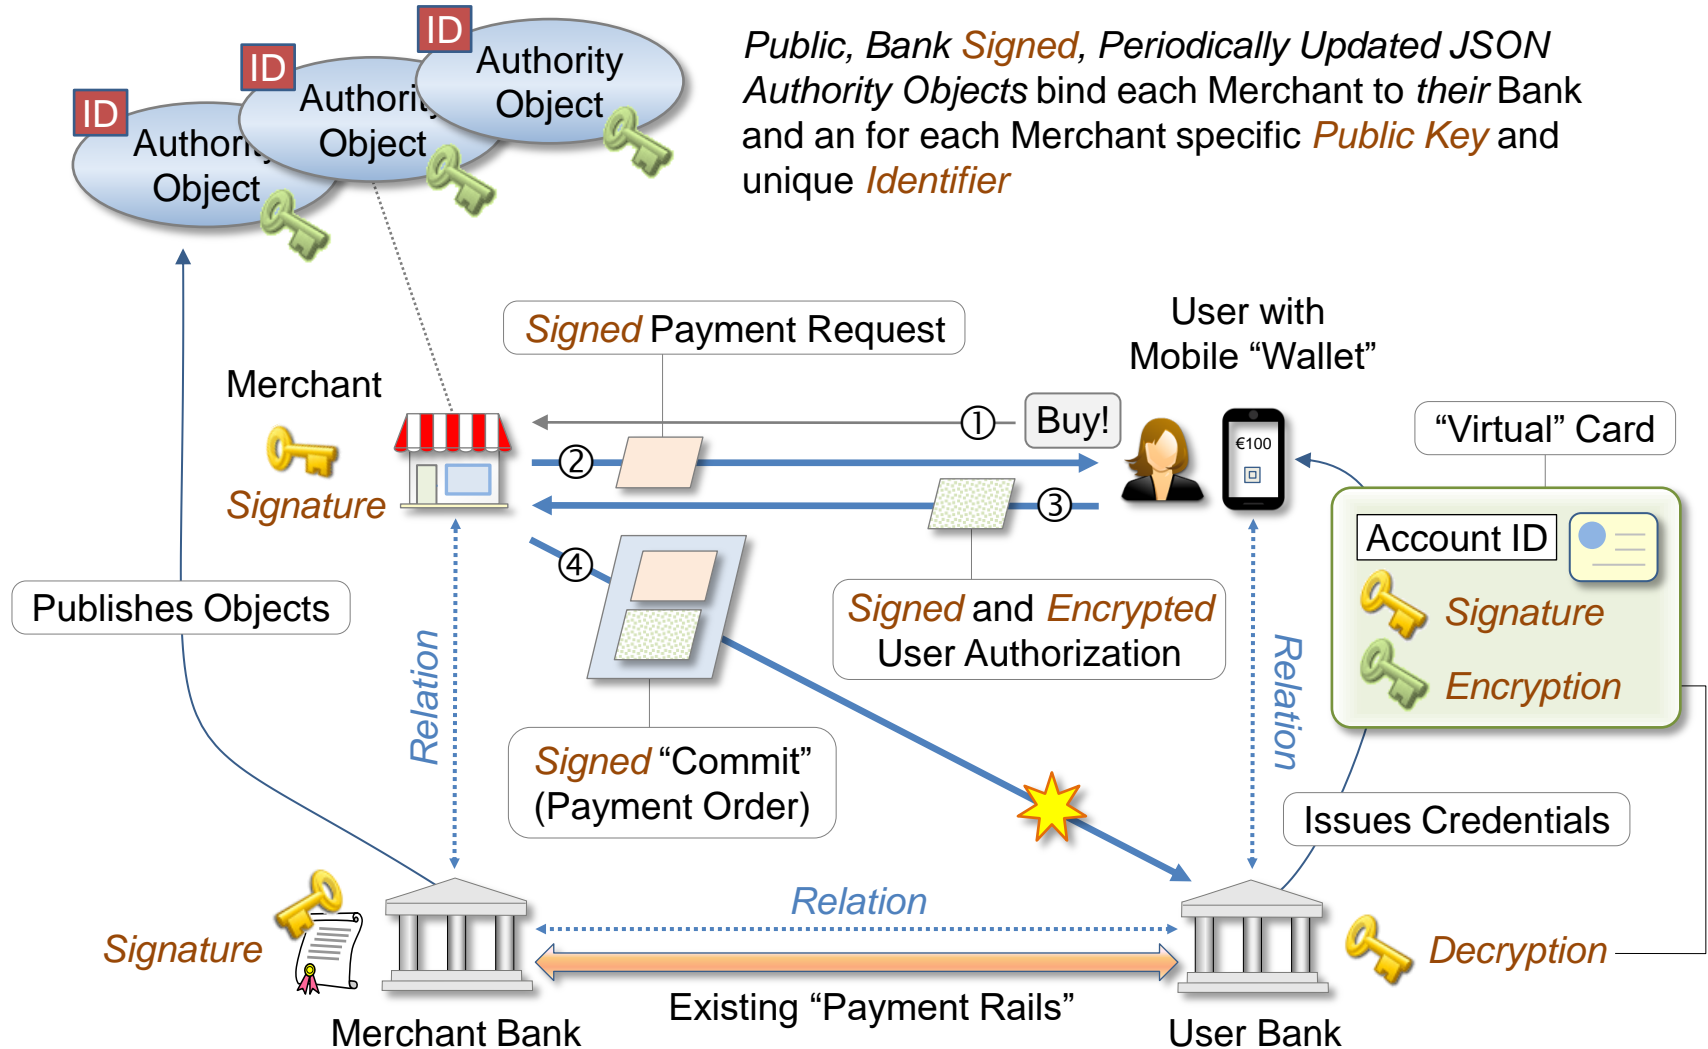 ID
Authority
Object
ID
Authority
Object
ID
Authority
Object
Public, Bank Signed, Periodically Updated JSON
Authority Objects bind each Merchant to their Bank
and an for each Merchant specific Public Key and
unique Identifier
Signed Payment Request
User with
Mobile “Wallet”
Merchant
Signature
①
Buy!
€100
②
③
④
“Virtual” Card
Account ID
Signature
Encryption
Publishes Objects
Relation
Signed and Encrypted
User Authorization
Relation
Signed “Commit”
(Payment Order)
Issues Credentials
Signature
Relation
Decryption
Existing “Payment Rails”
Merchant Bank
User Bank